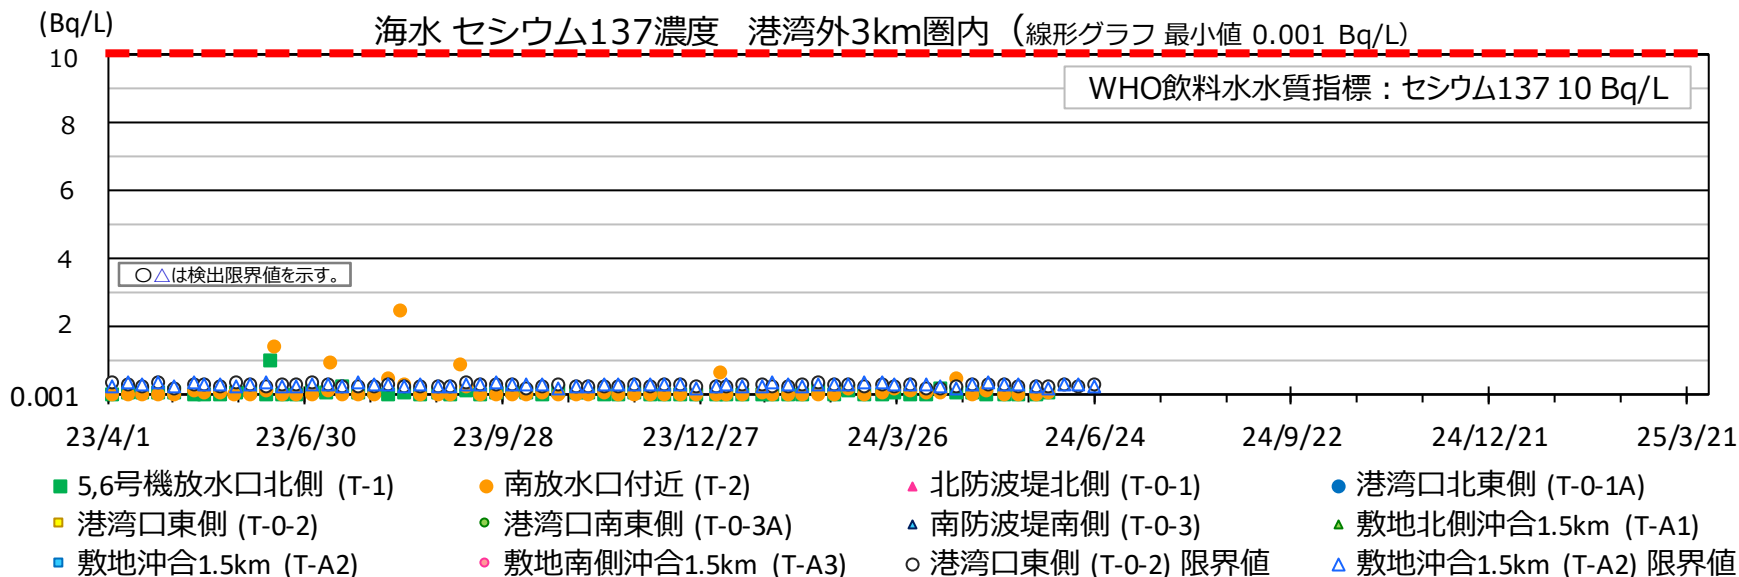 (Bq/L)
海水 セシウム137濃度 港湾外3km圏内 (線形グラフ 最小値 0.001 Bq/L)
10
WHO飲料水水質指標：セシウム137 10 Bq/L
8
6
4
○△は検出限界値を示す。
2
0.001
23/4/1 23/6/30 23/9/28 23/12/27 24/3/26 24/6/24 24/9/22 24/12/21 25/3/21
5,6号機放水口北側 (T-1) 南放水口付近 (T-2) 北防波堤北側 (T-0-1) 港湾口北東側 (T-0-1A)
港湾口東側 (T-0-2) 港湾口南東側 (T-0-3A) 南防波堤南側 (T-0-3) 敷地北側沖合1.5km (T-A1)
敷地沖合1.5km (T-A2) 敷地南側沖合1.5km (T-A3) 港湾口東側 (T-0-2) 限界値 敷地沖合1.5km (T-A2) 限界値